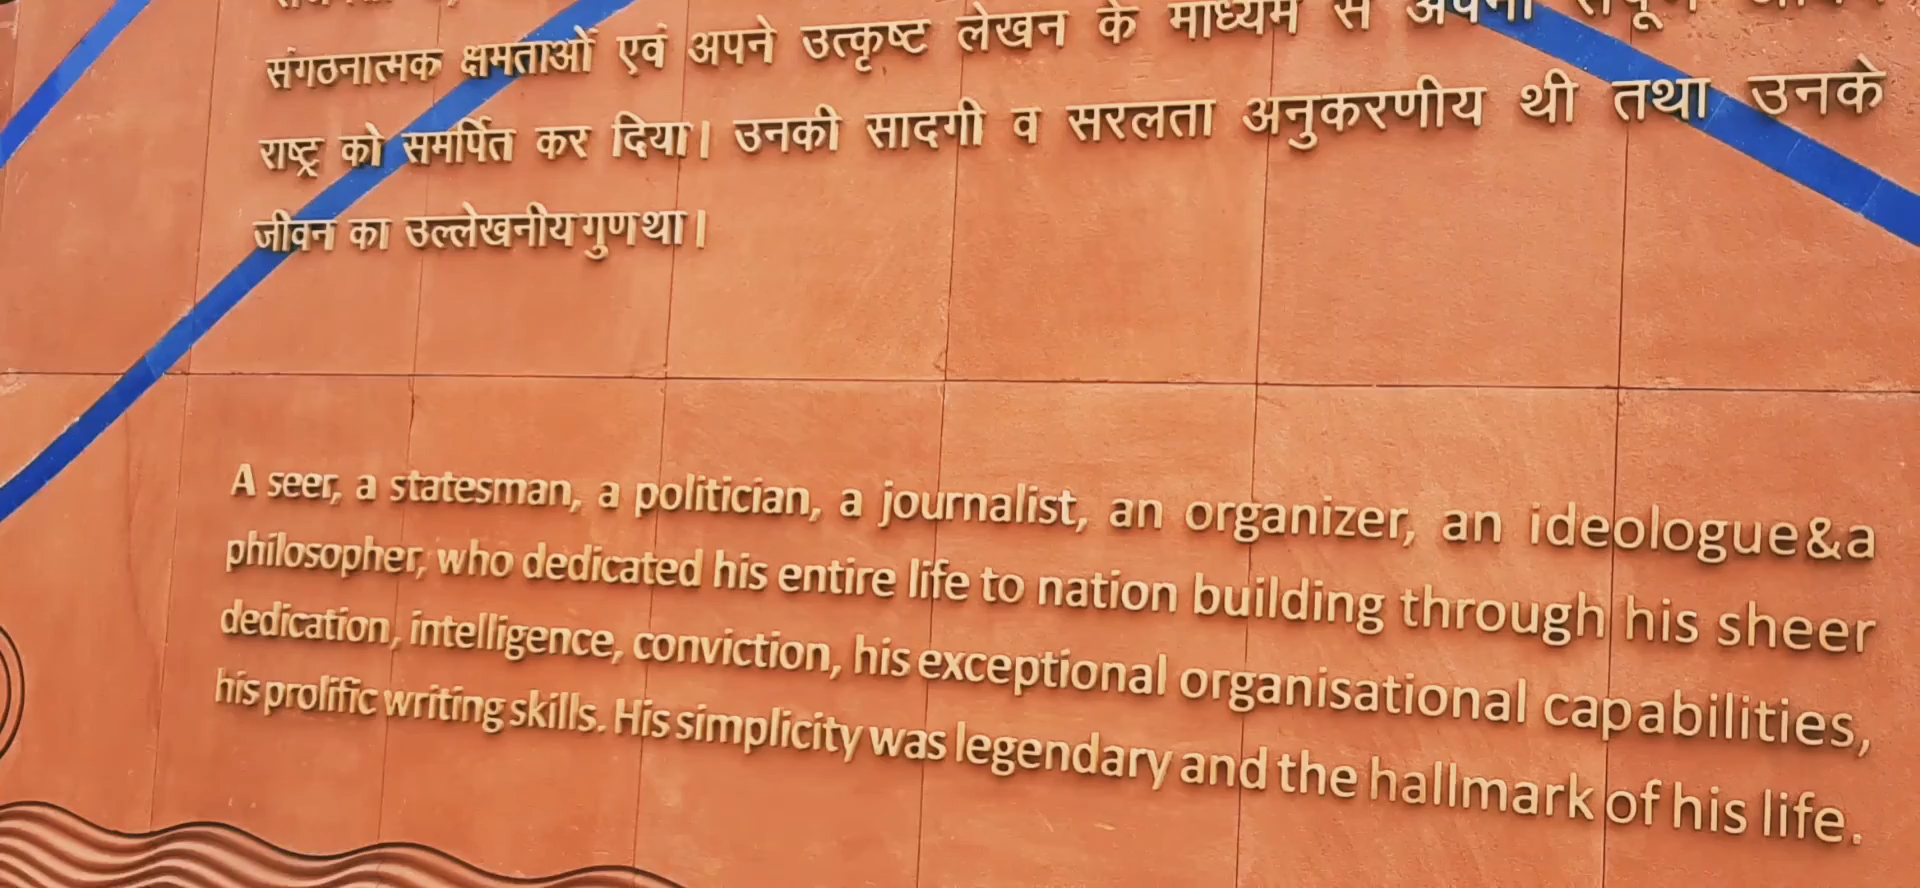 संगठनात्मक क्षमताओं एवं अपने उत्कृष्ट लेखन के माध्यम से अपना
राष्ट्र को समर्पित कर दिया। उनकी सादगी व सरलता अनुकरणीय थी तथा उनके
जीवन का उल्लेखनीय गुण था।
A seer, a statesman, a politician, a journalist, an organizer, an ideologue&a
philosopher, who dedicated his entire life to nation building through his sheer
dedication, intelligence, conviction, his exceptional organisational capabilities,
his prolific writing skills. His simplicity was legendary and the hallmark of his life.